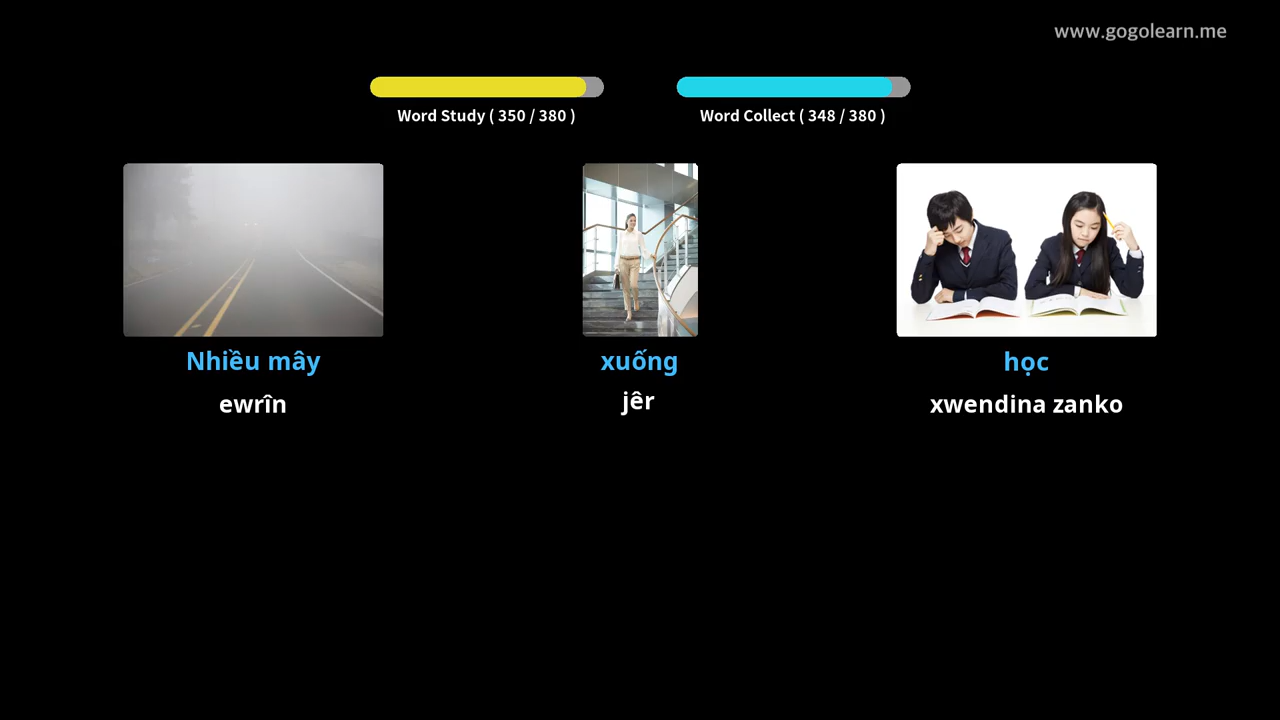 www.gogolearn.me
Word Study ( 350 / 380 )
Word Collect ( 348 / 380 )
Nhiều mây
xuống
học
ewrîn
jêr
xwendina zanko